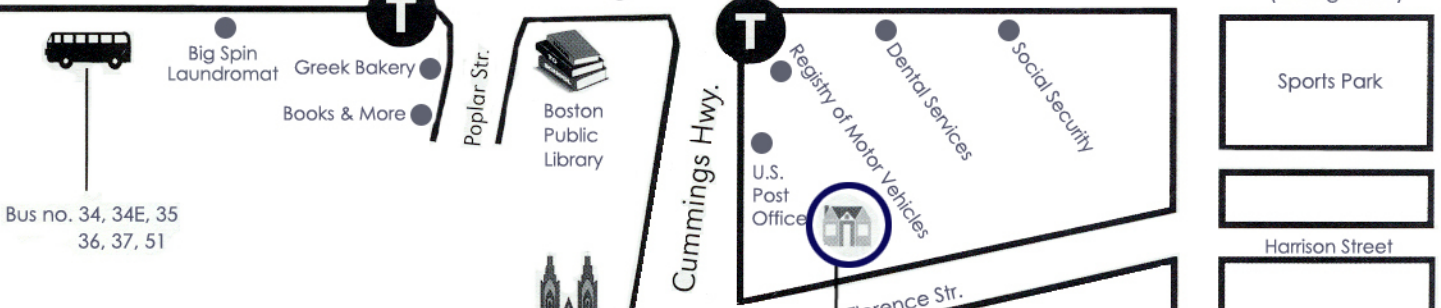 T
T
Big Spin
Laundromat
Greek Bakery
Books & More
Poplar Str.
Boston
Public
Library
Cummings Hwy.
Registry of Motor Vehicles
Dental Services
Social Security
U.S.
Post
Office
Sports Park
Bus no. 34, 34E, 35
36, 37, 51
Harrison Street
Str.